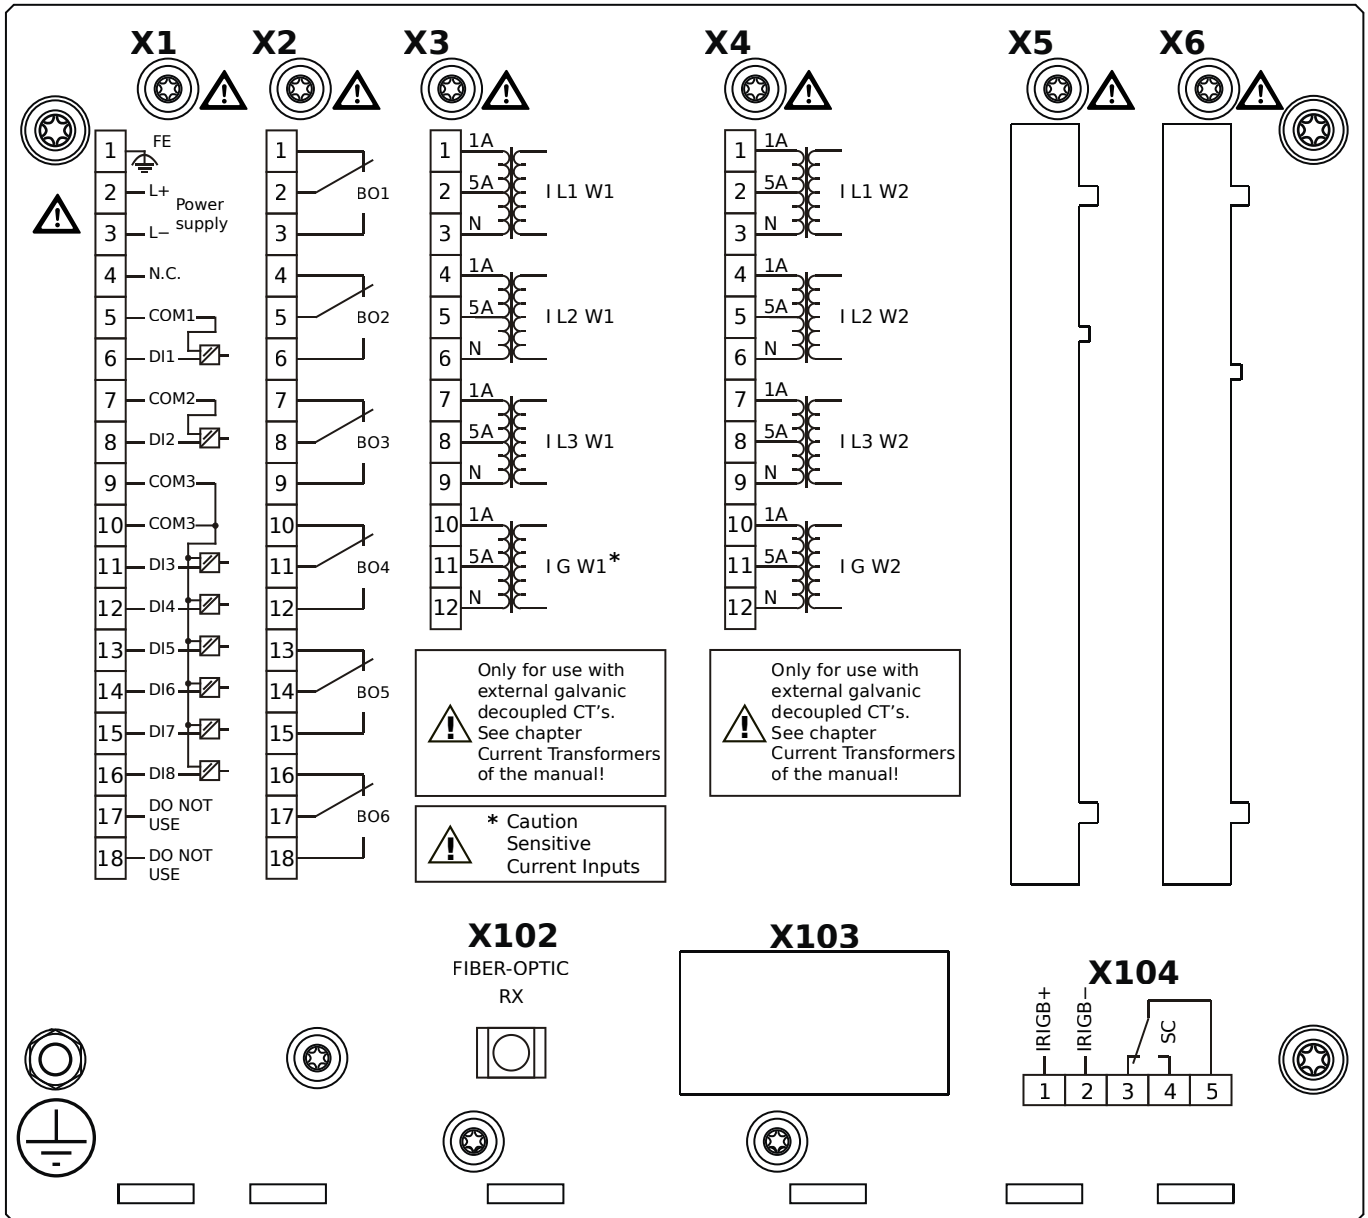 X1 X2 X3 X4 X5 X6
1 FE
2 L+
Power
supply
3 L−
4 N.C.
5 COM1
6 DI1
7 COM2
8 DI2
9 COM3
10 COM3
11 DI3
12 DI4
13 DI5
14 DI6
15 DI7
16 DI8
17 DO NOT
USE
18 DO NOT
USE
1
2 BO1
3
4
5 BO2
6
7
8 BO3
9
10
11 BO4
12
13
14 BO5
15
16
17 BO6
18
1 1A
2 5A I L1 W1
3 N
4 1A
5 5A I L2 W1
6 N
7 1A
8 5A I L3 W1
9 N
10 1A
11 5A I G W1*
12 N
Only for use with
external galvanic
decoupled CT's.
See chapter
Current Transformers
of the manual!
* Caution
Sensitive
Current Inputs
1 1A
2 5A I L1 W2
3 N
4 1A
5 5A I L2 W2
6 N
7 1A
8 5A I L3 W2
9 N
10 1A
11 5A I G W2
12 N
Only for use with
external galvanic
decoupled CT's.
See chapter
Current Transformers
of the manual!
X102
FIBER-OPTIC
RX
X103
X104
IRIGB+
IRIGB−
SC
1 2 3 4 5